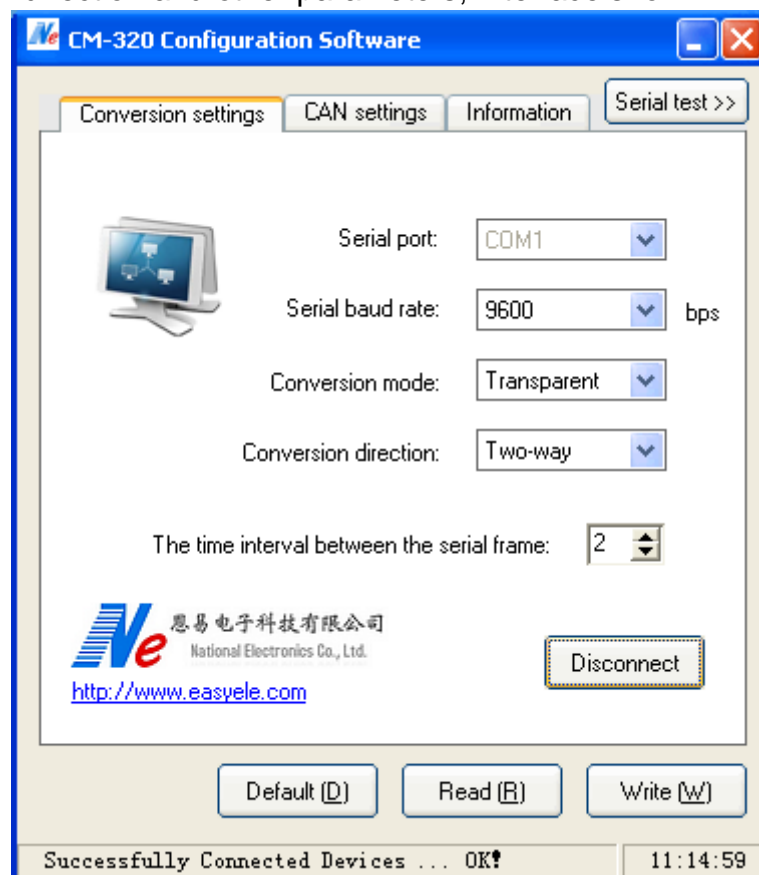 CM-320 Configuration Software
Conversion settings
CAN settings
Information
Serial test >>
Serial port: COM1
Serial baud rate: 9600 bps
Conversion mode: Transparent
Conversion direction: Two-way
The time interval between the serial frame: 2
Ne
恩易电子科技有限公司
National Electronics Co., Ltd.
http://www.easyele.com
Disconnect
Default (D)
Read (R)
Write (W)
Successfully Connected Devices ... OK!
11:14:59